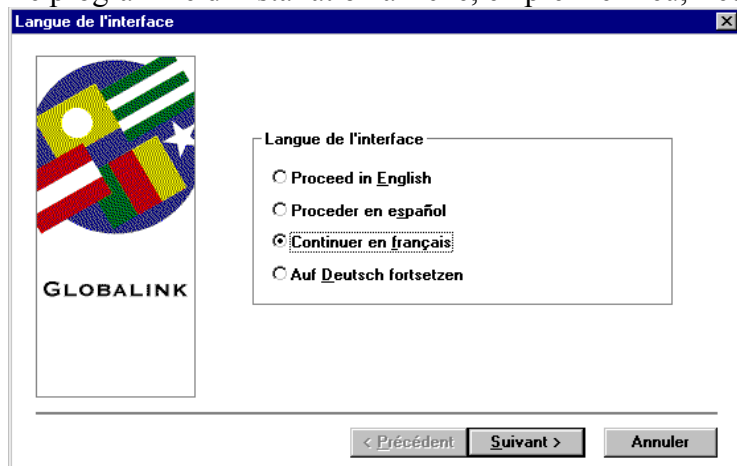 Langue de l'interface
Langue de l'interface
Proceed in English
Proceder en español
Continuer en français
Auf Deutsch fortsetzen
GLOBALINK
< Précédent Suivant > Annuler